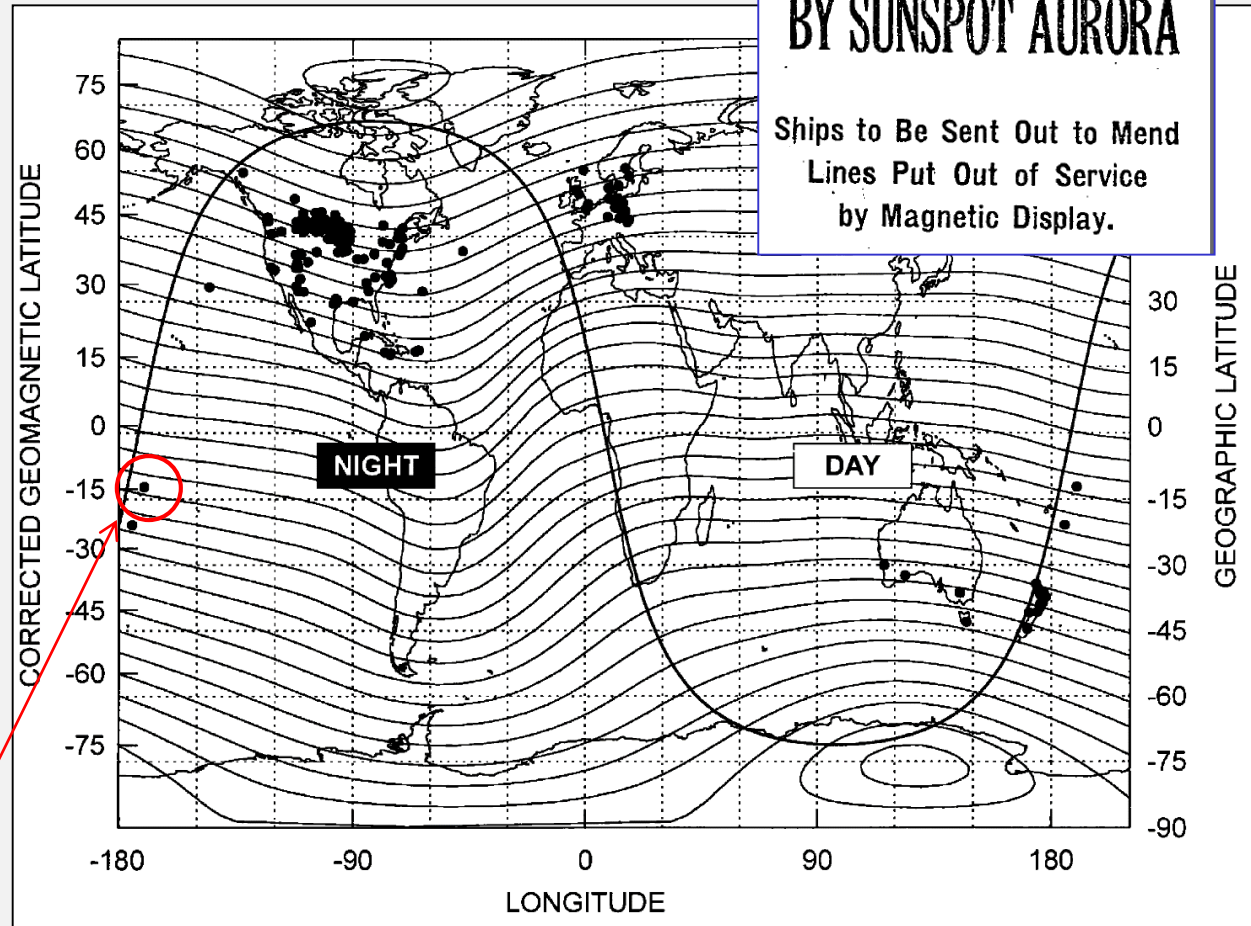 BY SUNSPOT AURORA
Ships to Be Sent Out to Mend
Lines Put Out of Service
by Magnetic Display.
CORRECTED GEOMAGNETIC LATITUDE
75
60
45
30
15
0
-15
-30
-45
-60
-75
NIGHT
DAY
30
15
0
-15
-30
-45
-60
-75
-90
GEOGRAPHIC LATITUDE
-180 -90 0 90 180
LONGITUDE